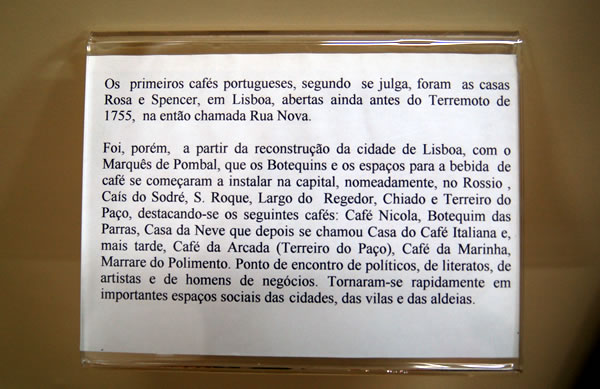 Os primeiros cafés portugueses, segundo se julga, foram as casas
Rosa e Spencer, em Lisboa, abertas ainda antes do Terremoto de
1755, na então chamada Rua Nova.
Foi, porém, a partir da reconstrução da cidade de Lisboa, com o
Marquês de Pombal, que os Botequins e os espaços para a bebida de
café se começaram a instalar na capital, nomeadamente, no Rossio ,
Caís do Sodré, S. Roque, Largo do Regedor, Chiado e Terreiro do
Paço, destacando-se os seguintes cafés: Café Nicola, Botequim das
Parras, Casa da Neve que depois se chamou Casa do Café Italiana e,
mais tarde, Café da Arcada (Terreiro do Paço), Café da Marinha,
Marrare do Polimento. Ponto de encontro de políticos, de literatos, de
artistas e de homens de negócios. Tornaram-se rapidamente em
importantes espaços sociais das cidades, das vilas e das aldeias.